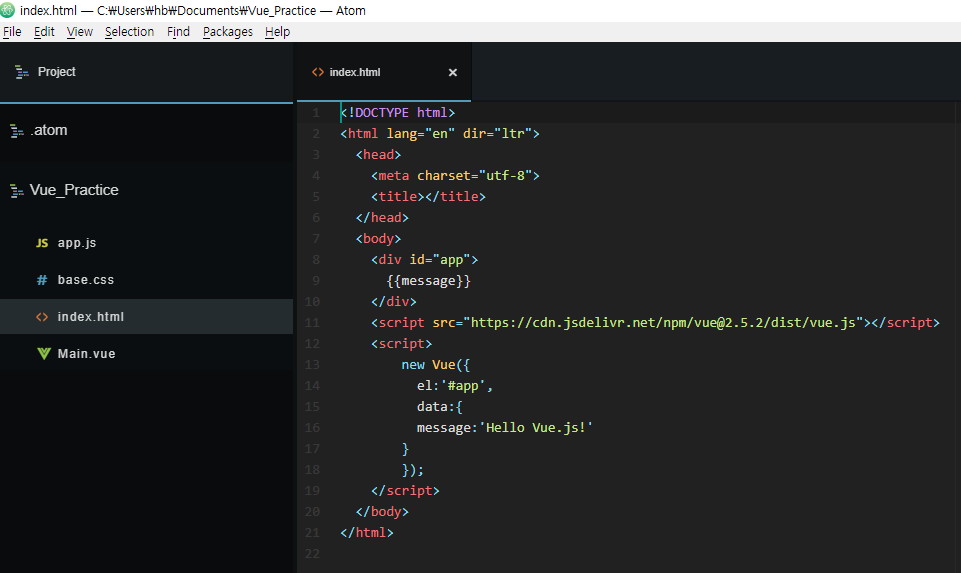 index.html — C:₩Users₩hb₩Documents₩Vue_Practice — Atom
File Edit View Selection Find Packages Help
Project
.atom
Vue_Practice
JS app.js
# base.css
<> index.html
Main.vue
<> index.html ×
1 <!DOCTYPE html>
2 <html lang="en" dir="ltr">
3   <head>
4     <meta charset="utf-8">
5     <title></title>
6   </head>
7   <body>
8     <div id="app">
9       {{message}}
10     </div>
11     <script src="https://cdn.jsdelivr.net/npm/vue@2.5.2/dist/vue.js"></script>
12     <script>
13         new Vue({
14           el:'#app',
15           data:{
16           message:'Hello Vue.js!'
17         }
18         });
19     </script>
20   </body>
21 </html>
22